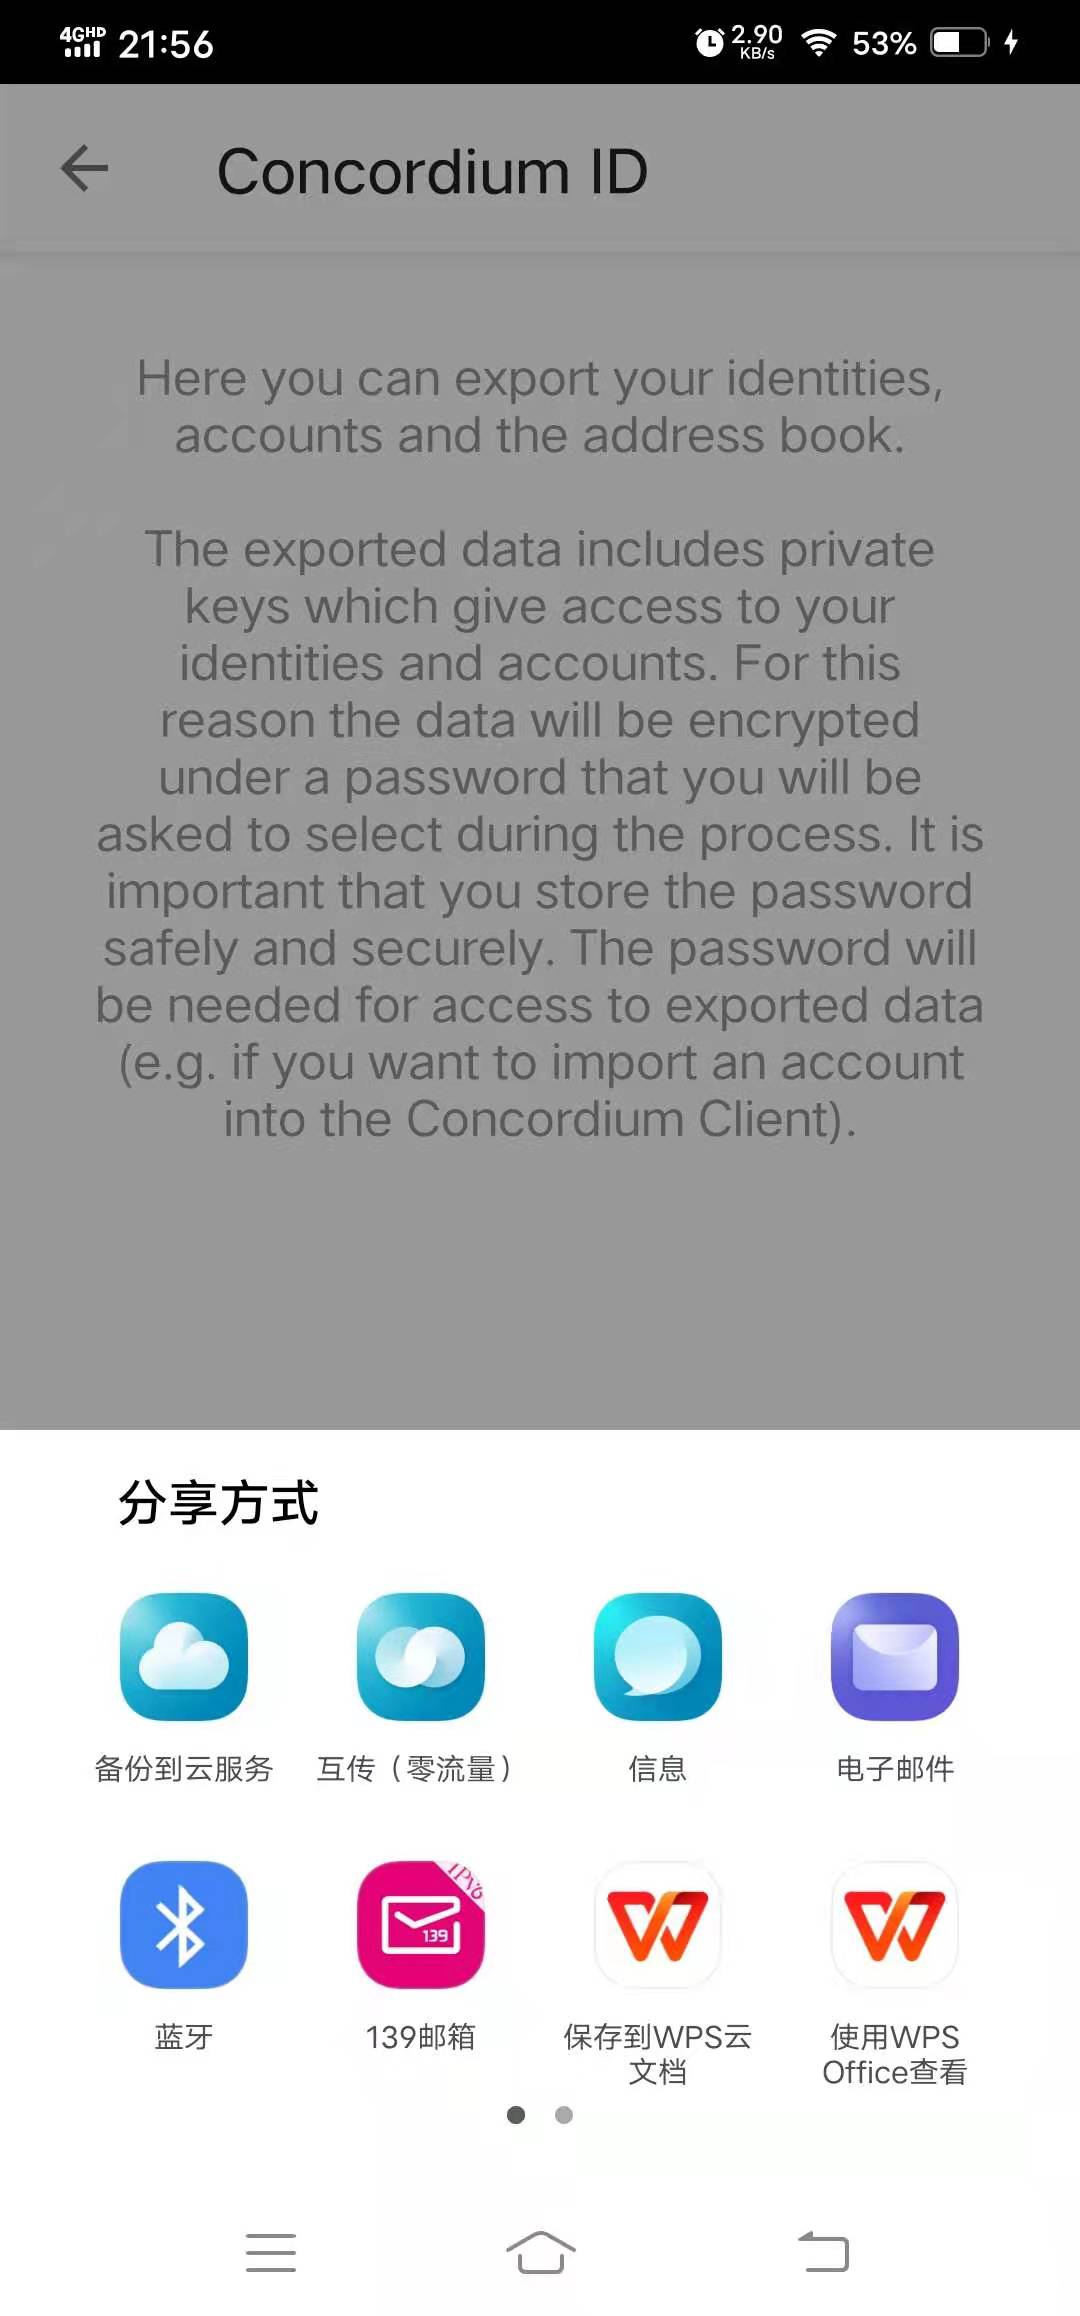 4GHD 21:56 2.90 KB/s 53%
Concordium ID
Here you can export your identities,
accounts and the address book.
The exported data includes private
keys which give access to your
identities and accounts. For this
reason the data will be encrypted
under a password that you will be
asked to select during the process. It is
important that you store the password
safely and securely. The password will
be needed for access to exported data
(e.g. if you want to import an account
into the Concordium Client).
分享方式
备份到云服务 互传（零流量） 信息 电子邮件
IPV6
139
蓝牙 139邮箱 保存到WPS云 使用WPS
文档 Office查看